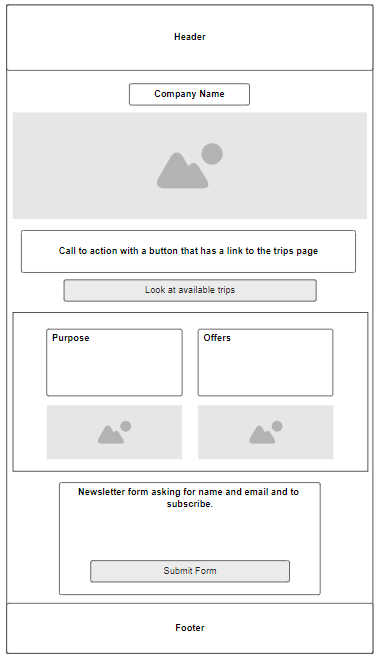 Header
Company Name
Call to action with a button that has a link to the trips page
Look at available trips
Purpose
Offers
Newsletter form asking for name and email and to
subscribe.
Submit Form
Footer